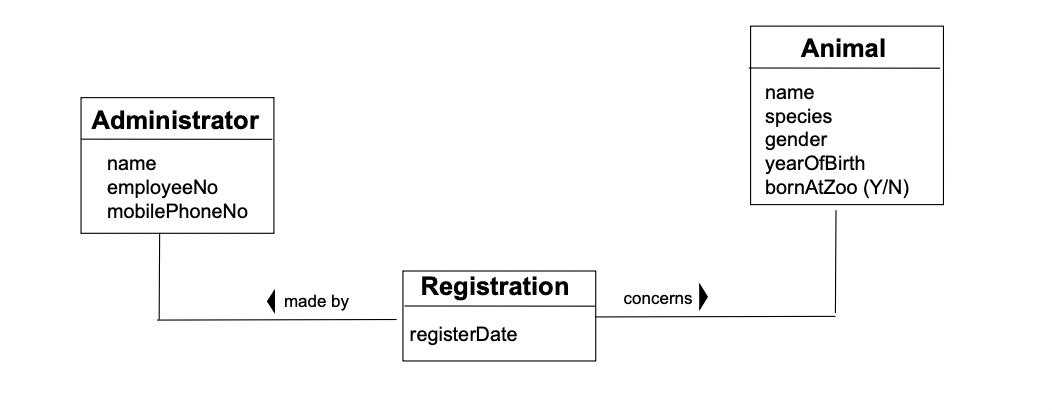 Animal
name
species
gender
yearOfBirth
bornAtZoo (Y/N)
Administrator
name
employeeNo
mobilePhoneNo
made by
Registration
registerDate
concerns